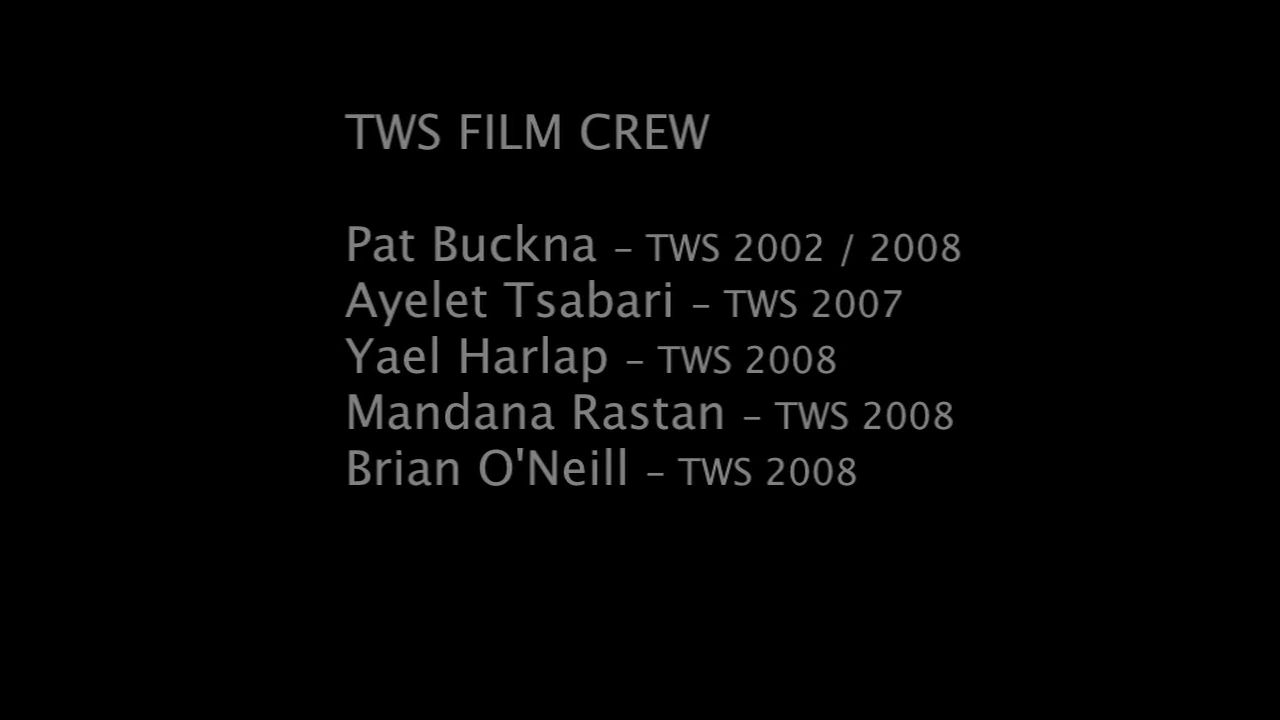 TWS FILM CREW
Pat Buckna – TWS 2002 / 2008
Ayelet Tsabari – TWS 2007
Yael Harlap – TWS 2008
Mandana Rastan – TWS 2008
Brian O'Neill – TWS 2008